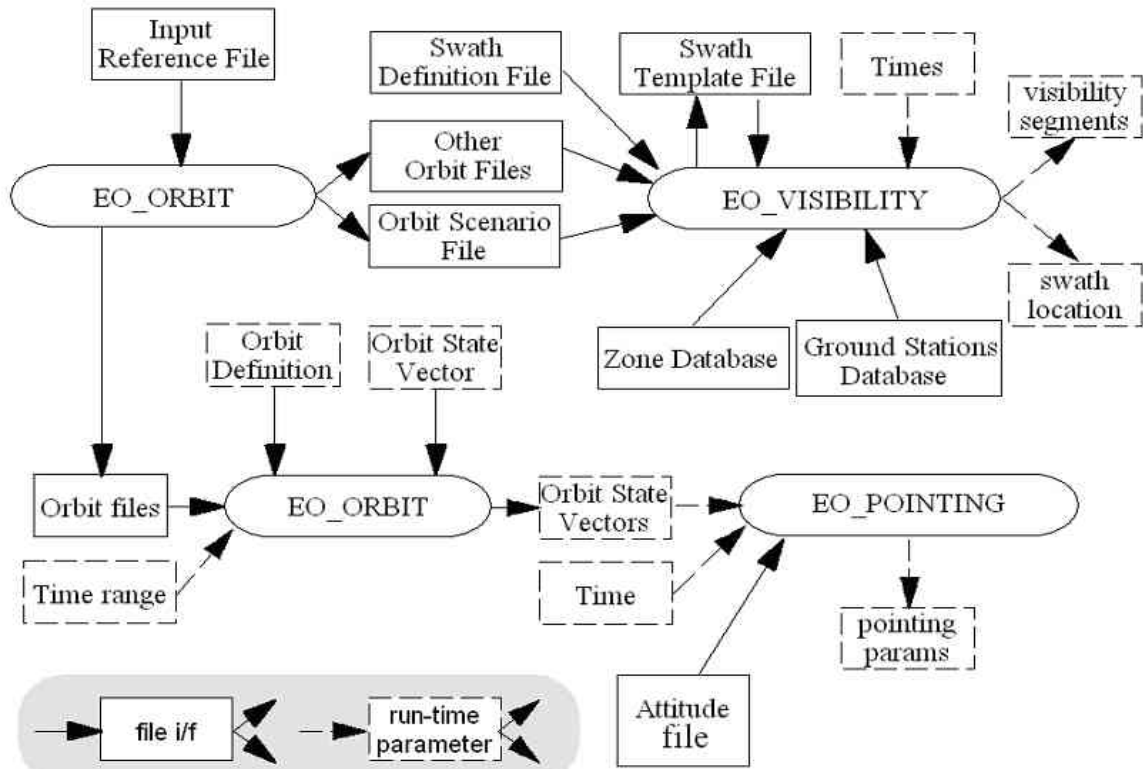 Input
Reference File
Swath
Definition File
Swath
Template File
Times
visibility
segments
EO_ORBIT
Other
Orbit Files
EO_VISIBILITY
Orbit Scenario
File
swath
location
Orbit
Definition
Orbit State
Vector
Zone Database
Ground Stations
Database
Orbit files
EO_ORBIT
Orbit State
Vectors
EO_POINTING
Time range
Time
pointing
params
Attitude
file
file i/f
run-time
parameter